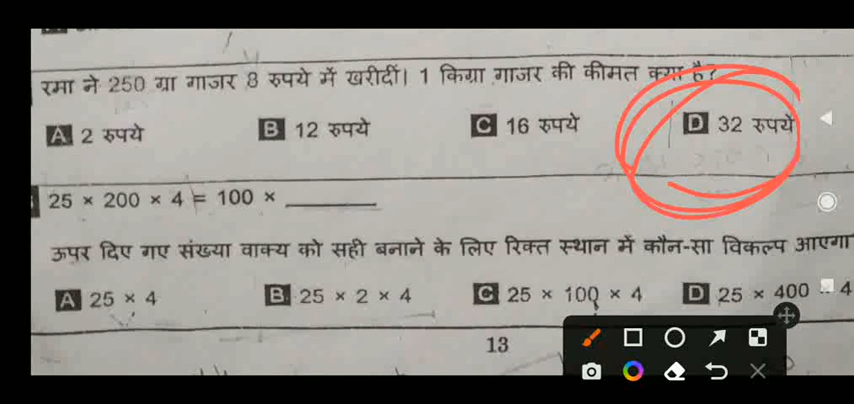 रमा ने 250 ग्रा गाजर 8 रुपये में खरीदीं। 1 किग्रा गाजर की कीमत क्या है?
A 2 रुपये B 12 रुपये C 16 रुपये D 32 रुपये
25 × 200 × 4 = 100 × ______
ऊपर दिए गए संख्या वाक्य को सही बनाने के लिए रिक्त स्थान में कौन-सा विकल्प आएगा
A 25 × 4 B 25 × 2 × 4 C 25 × 100 × 4 D 25 × 400 4
13